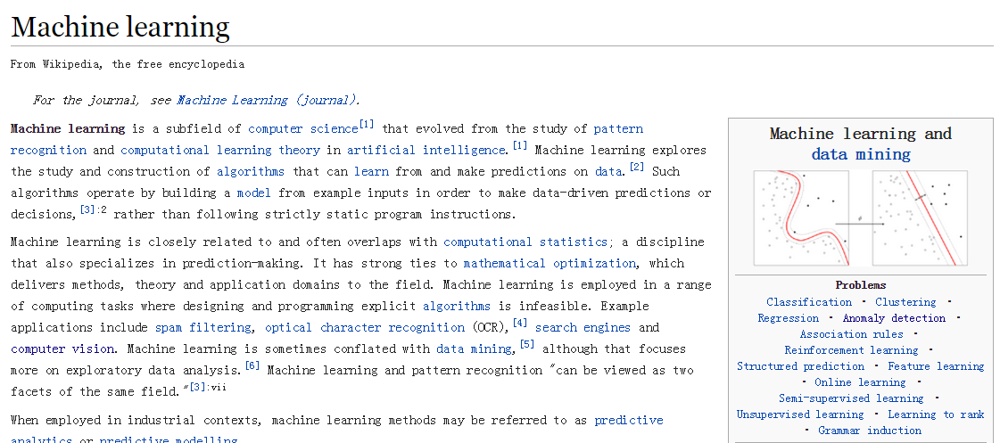 Machine learning
From Wikipedia, the free encyclopedia
For the journal, see Machine Learning (journal).
Machine learning is a subfield of computer science[1] that evolved from the study of pattern
recognition and computational learning theory in artificial intelligence.[1] Machine learning explores
the study and construction of algorithms that can learn from and make predictions on data.[2] Such
algorithms operate by building a model from example inputs in order to make data-driven predictions or
decisions,[3]:2 rather than following strictly static program instructions.
Machine learning is closely related to and often overlaps with computational statistics; a discipline
that also specializes in prediction-making. It has strong ties to mathematical optimization, which
delivers methods, theory and application domains to the field. Machine learning is employed in a range
of computing tasks where designing and programming explicit algorithms is infeasible. Example
applications include spam filtering, optical character recognition (OCR),[4] search engines and
computer vision. Machine learning is sometimes conflated with data mining,[5] although that focuses
more on exploratory data analysis.[6] Machine learning and pattern recognition "can be viewed as two
facets of the same field."[3]:vii
When employed in industrial contexts, machine learning methods may be referred to as predictive
analytics or predictive modelling.
Machine learning and
data mining
Problems
Classification · Clustering ·
Regression · Anomaly detection ·
Association rules ·
Reinforcement learning ·
Structured prediction · Feature learning
· Online learning ·
Semi-supervised learning ·
Unsupervised learning · Learning to rank
· Grammar induction